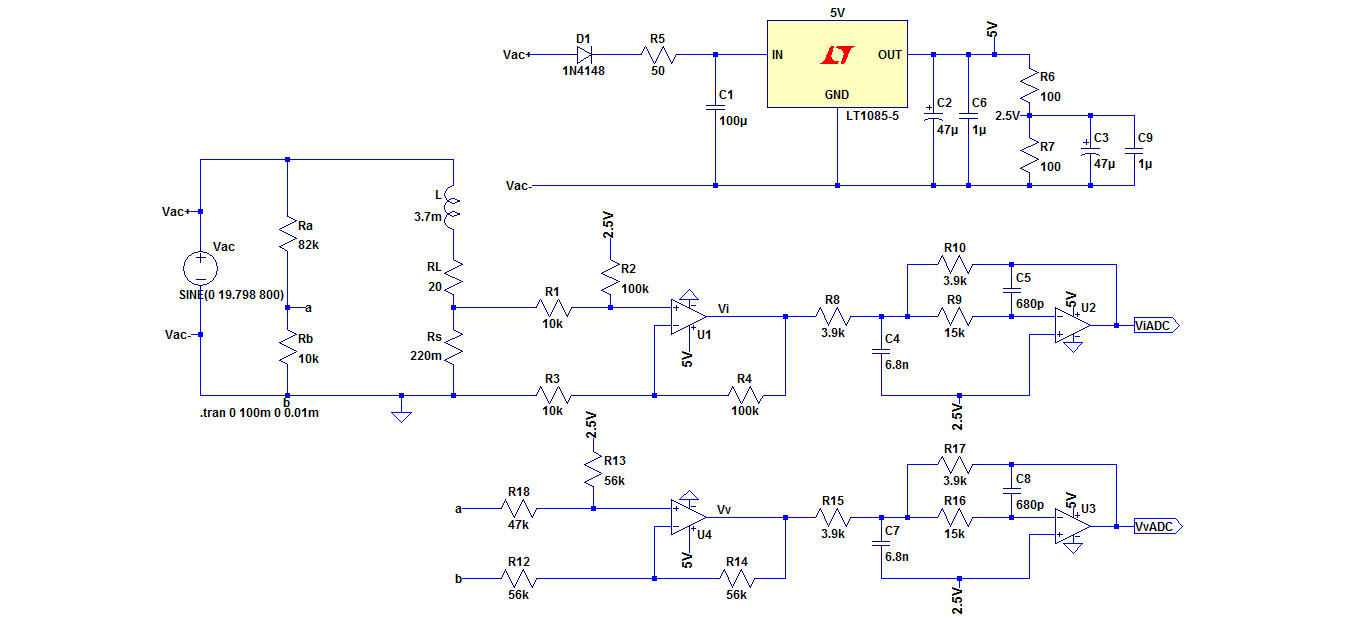 5V
Vac+
D1
1N4148
R5
50
C1
100µ
IN
OUT
GND
LT1085-5
5V
C2
47µ
C6
1µ
R6
100
2.5V
R7
100
C3
47µ
C9
1µ
Vac-
Vac+
Vac
SINE(0 19.798 800)
Vac-
Ra
82k
a
Rb
10k
b
.tran 0 100m 0 0.01m
L
3.7m
RL
20
Rs
220m
R1
10k
2.5V
R2
100k
U1
5V
Vi
R3
10k
R4
100k
R8
3.9k
C4
6.8n
R10
3.9k
R9
15k
C5
680p
5V
U2
ViADC
2.5V
2.5V
R13
56k
a
R18
47k
b
R12
56k
U4
5V
Vv
R14
56k
R15
3.9k
C7
6.8n
R17
3.9k
R16
15k
C8
680p
5V
U3
VvADC
2.5V